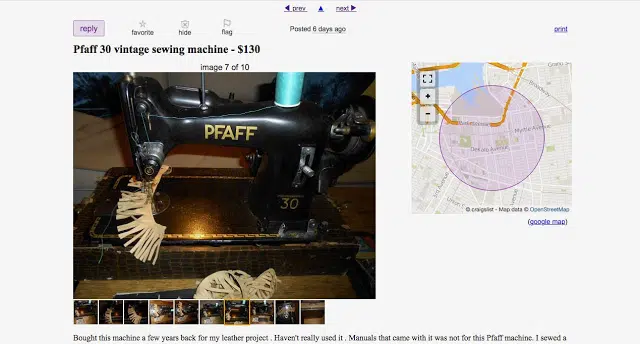 ◀ prev ▲ next ▶
reply favorite hide flag Posted 6 days ago print
Pfaff 30 vintage sewing machine - $130
image 7 of 10
PFAFF
30
+
−
Broadway
Myrtle Avenue
DeKalb Avenue
3rd Avenue
© craigslist - Map data © OpenStreetMap
(google map)
Bought this machine a few years back for my leather project . Haven't really used it . Manuals that came with it was not for this Pfaff machine. I sewed a